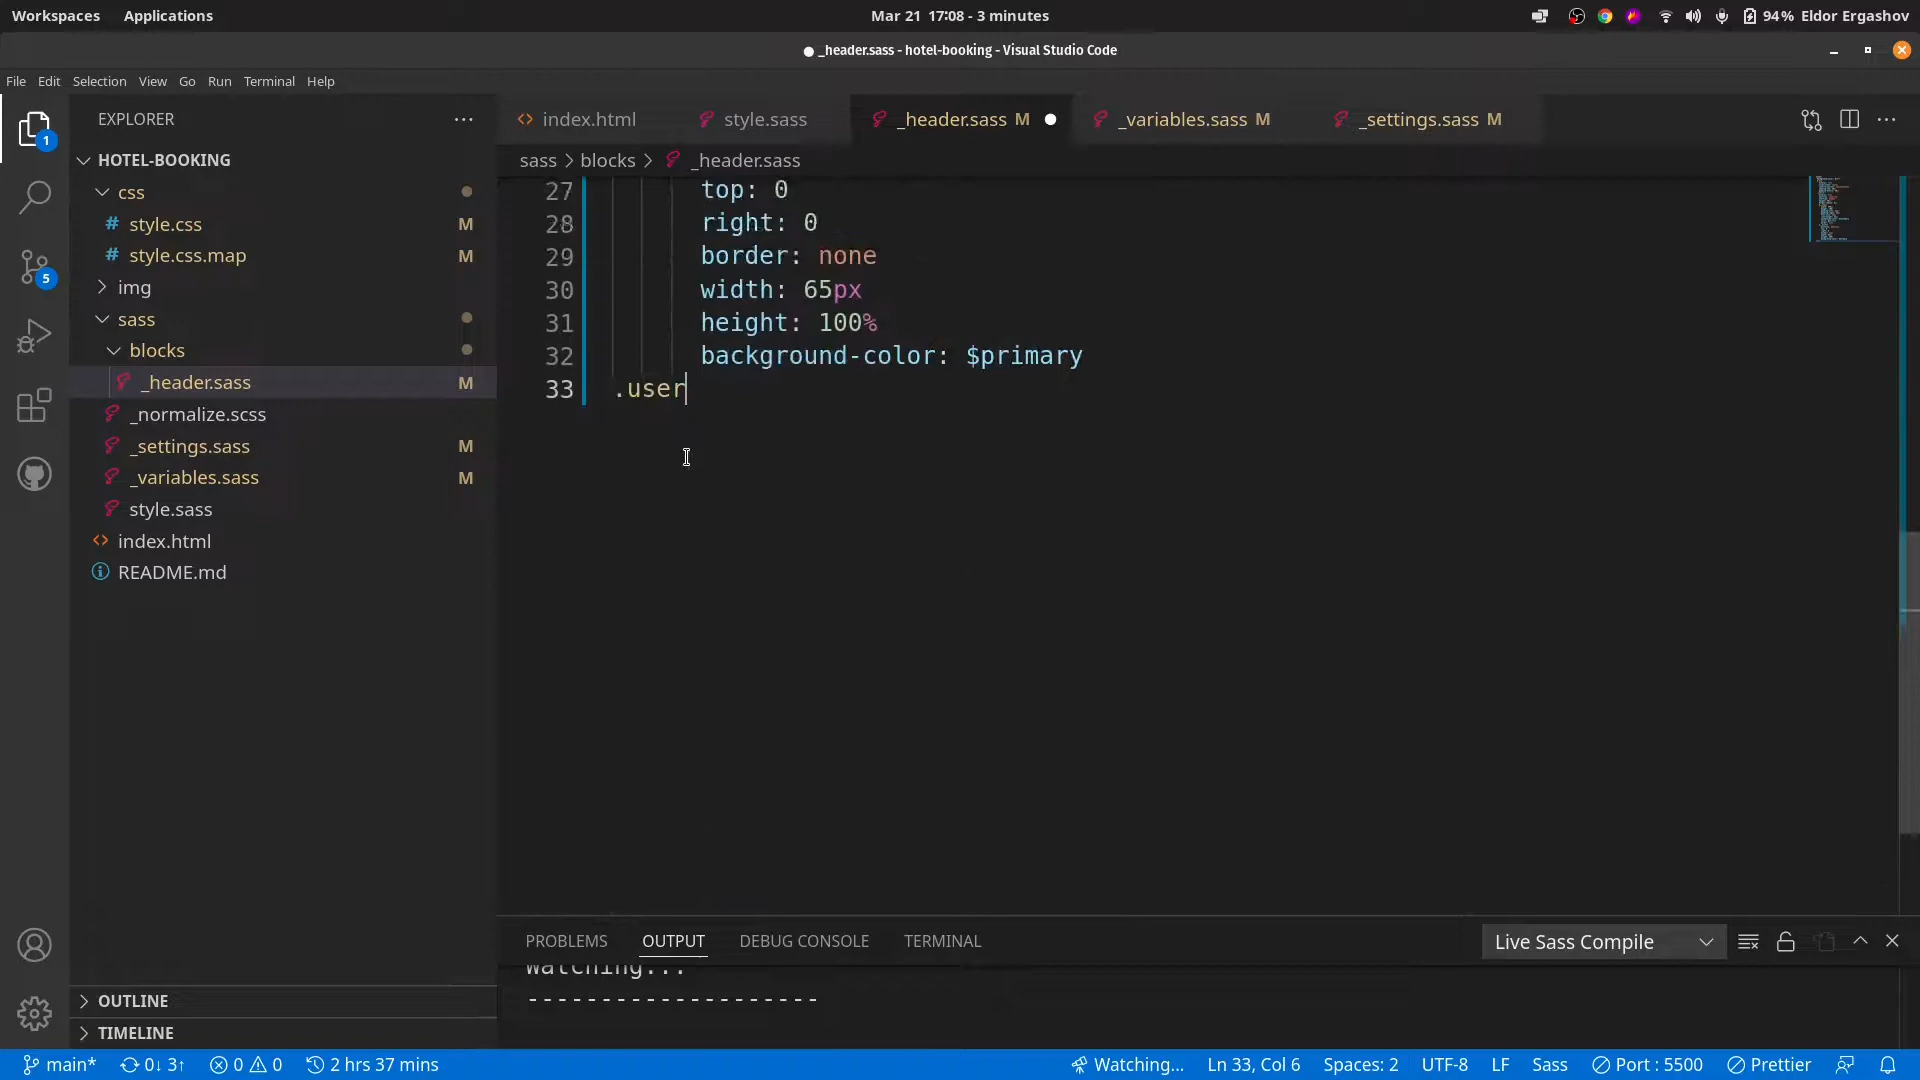 Workspaces Applications Mar 21 17:08 - 3 minutes 94% Eldor Ergashov
● _header.sass - hotel-booking - Visual Studio Code
File Edit Selection View Go Run Terminal Help
EXPLORER
HOTEL-BOOKING
css
style.css M
style.css.map M
img
sass
blocks
_header.sass M
_normalize.scss
_settings.sass M
_variables.sass M
style.sass
index.html
README.md
OUTLINE
TIMELINE
1
5
index.html style.sass _header.sass M _variables.sass M _settings.sass M
sass > blocks > _header.sass
27 top: 0
28 right: 0
29 border: none
30 width: 65px
31 height: 100%
32 background-color: $primary
33 .user
PROBLEMS OUTPUT DEBUG CONSOLE TERMINAL Live Sass Compile
Watching...
--------------------
main* 0↓ 3↑ 0 0 2 hrs 37 mins Watching... Ln 33, Col 6 Spaces: 2 UTF-8 LF Sass Port : 5500 Prettier